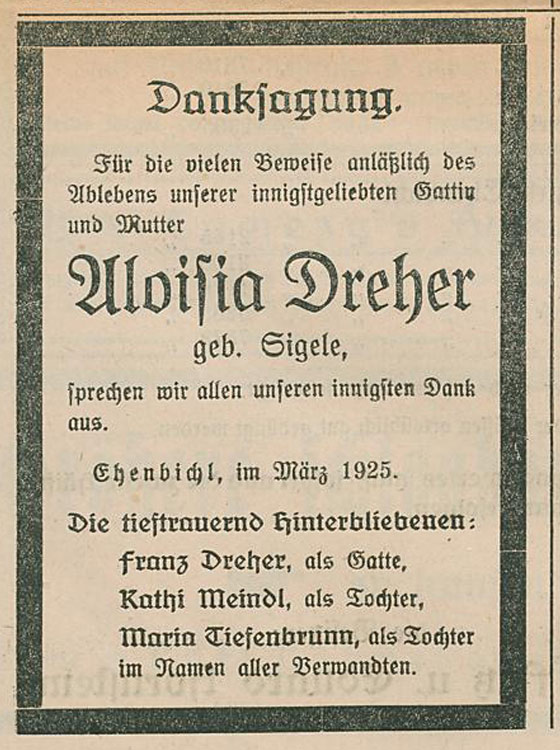 Danksagung.
Für die vielen Beweise anläßlich des
Ablebens unserer innigstgeliebten Gattin
und Mutter
Aloisia Dreher
geb. Sigele,
sprechen wir allen unseren innigsten Dank
aus.
Ehenbichl, im März 1925.
Die tieftrauernd Hinterbliebenen:
Franz Dreher, als Gatte,
Kathi Meindl, als Tochter,
Maria Tiefenbrunn, als Tochter
im Namen aller Verwandten.